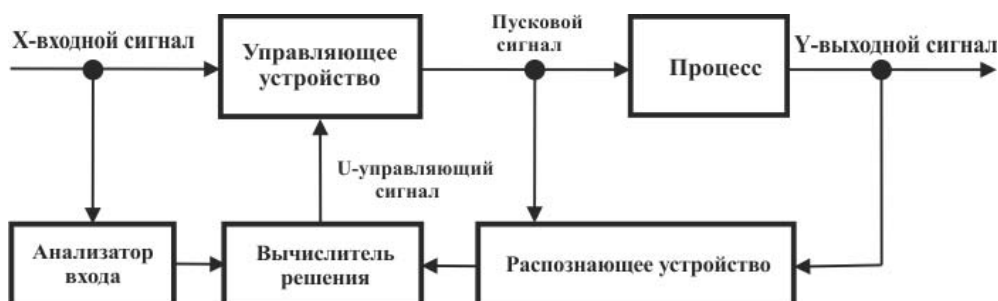 X-входной сигнал
Управляющее
устройство
Пусковой
сигнал
Процесс
Y-выходной сигнал
U-управляющий
сигнал
Анализатор
входа
Вычислитель
решения
Распознающее устройство